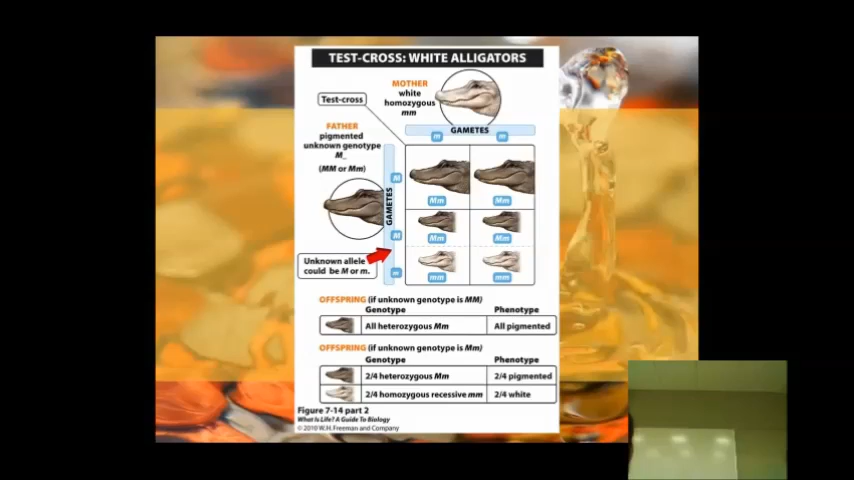 TEST-CROSS: WHITE ALLIGATORS
MOTHER
white
homozygous
mm
Test-cross
FATHER
pigmented
unknown genotype
M_
(MM or Mm)
GAMETES
m
m
GAMETES
M
Mm
Mm
M
Mm
Mm
Unknown allele
could be M or m.
m
mm
mm
OFFSPRING (if unknown genotype is MM)
Genotype
Phenotype
All heterozygous Mm
All pigmented
OFFSPRING (if unknown genotype is Mm)
Genotype
Phenotype
2/4 heterozygous Mm
2/4 pigmented
2/4 homozygous recessive mm
2/4 white
Figure 7-14 part 2
What Is Life? A Guide To Biology
© 2010 W.H. Freeman and Company